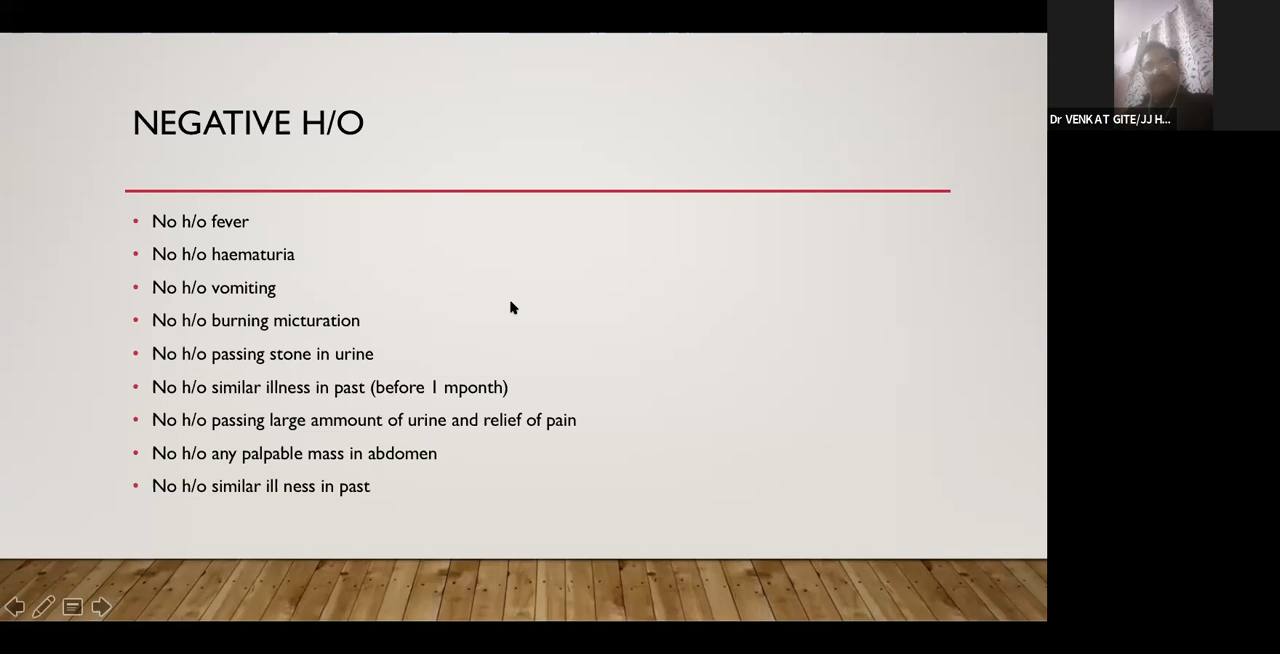 NEGATIVE H/O
No h/o fever
No h/o haematuria
No h/o vomiting
No h/o burning micturation
No h/o passing stone in urine
No h/o similar illness in past (before 1 mponth)
No h/o passing large ammount of urine and relief of pain
No h/o any palpable mass in abdomen
No h/o similar ill ness in past
Dr VENKAT GITE/JJ H...